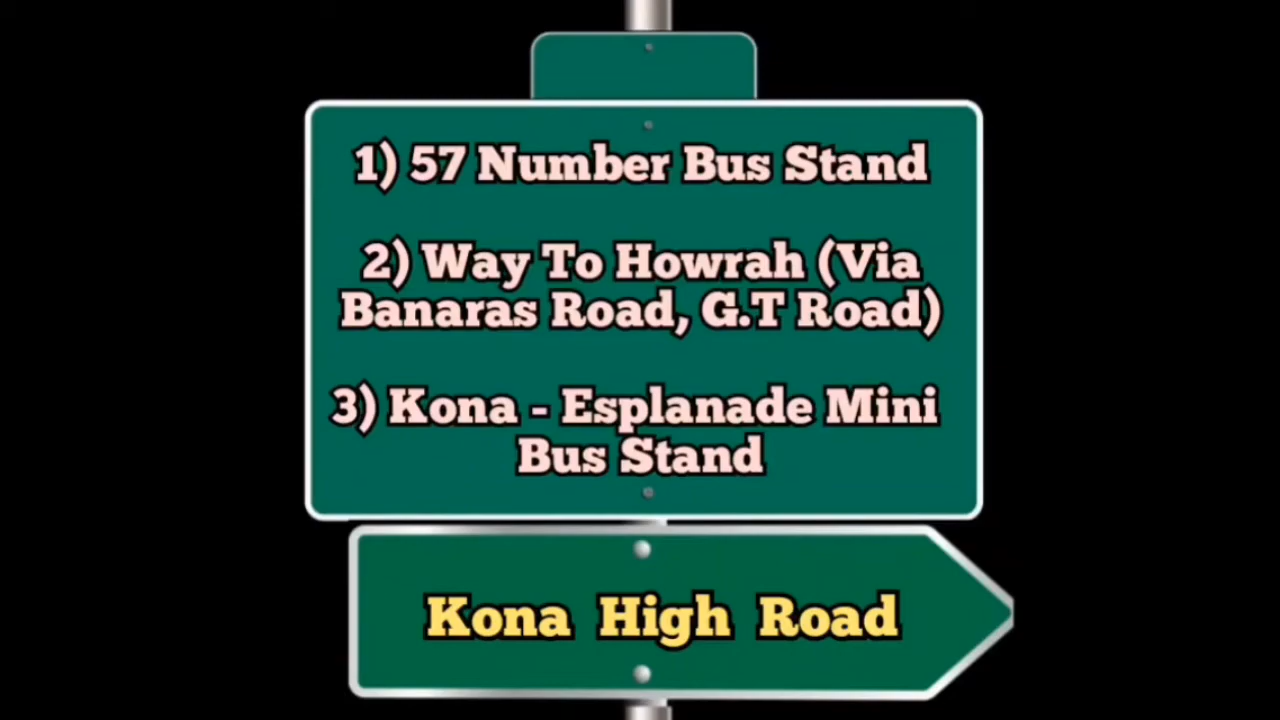 1) 57 Number Bus Stand
2) Way To Howrah (Via
Banaras Road, G.T Road)
3) Kona - Esplanade Mini
Bus Stand
Kona High Road